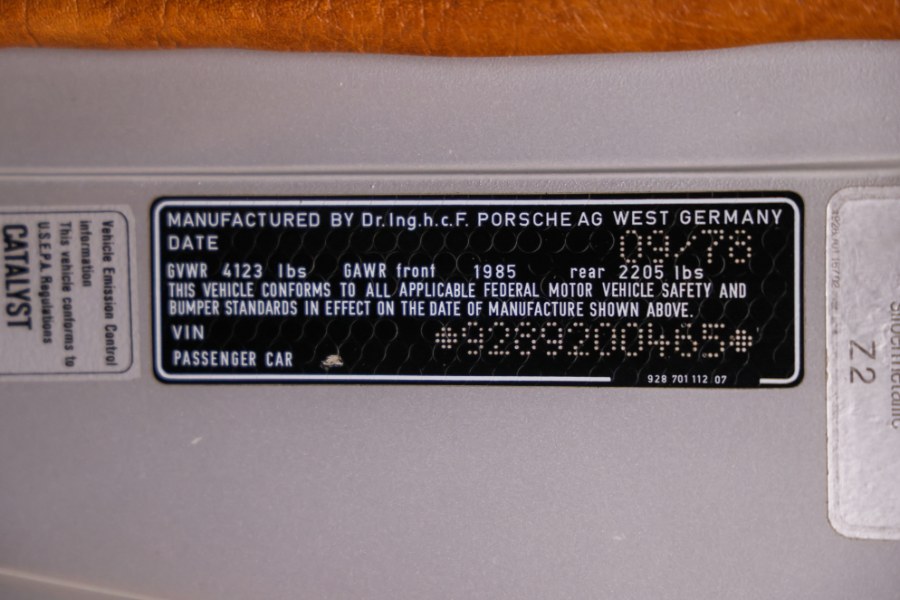 MANUFACTURED BY Dr.Ing.h.c.F. PORSCHE AG WEST GERMANY
DATE 09/78
GVWR 4123 lbs GAWR front 1985 rear 2205 lbs
THIS VEHICLE CONFORMS TO ALL APPLICABLE FEDERAL MOTOR VEHICLE SAFETY AND
BUMPER STANDARDS IN EFFECT ON THE DATE OF MANUFACTURE SHOWN ABOVE.
VIN *9289200465*
PASSENGER CAR
928 701 112 07
Vehicle Emission Control
Information
This vehicle conforms to
U.S.E.P.A. Regulations
CATALYST
Z2